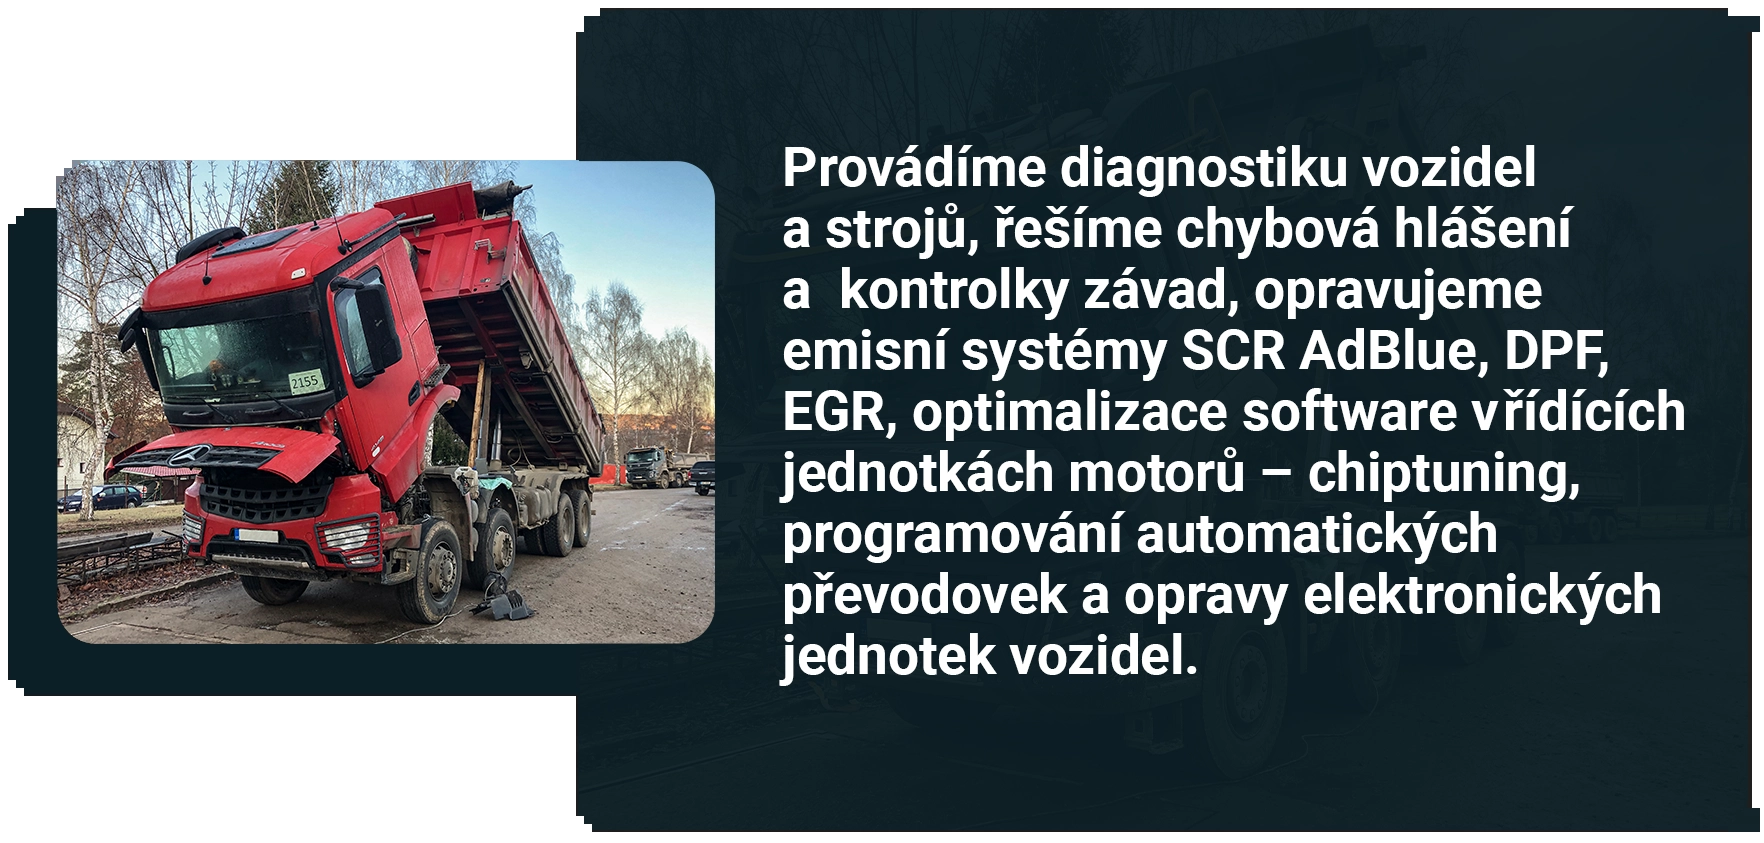 Provádíme diagnostiku vozidel
a strojů, řešíme chybová hlášení
a  kontrolky závad, opravujeme
emisní systémy SCR AdBlue, DPF,
EGR, optimalizace software vřídících
jednotkách motorů – chiptuning,
programování automatických
převodovek a opravy elektronických
jednotek vozidel.
2155